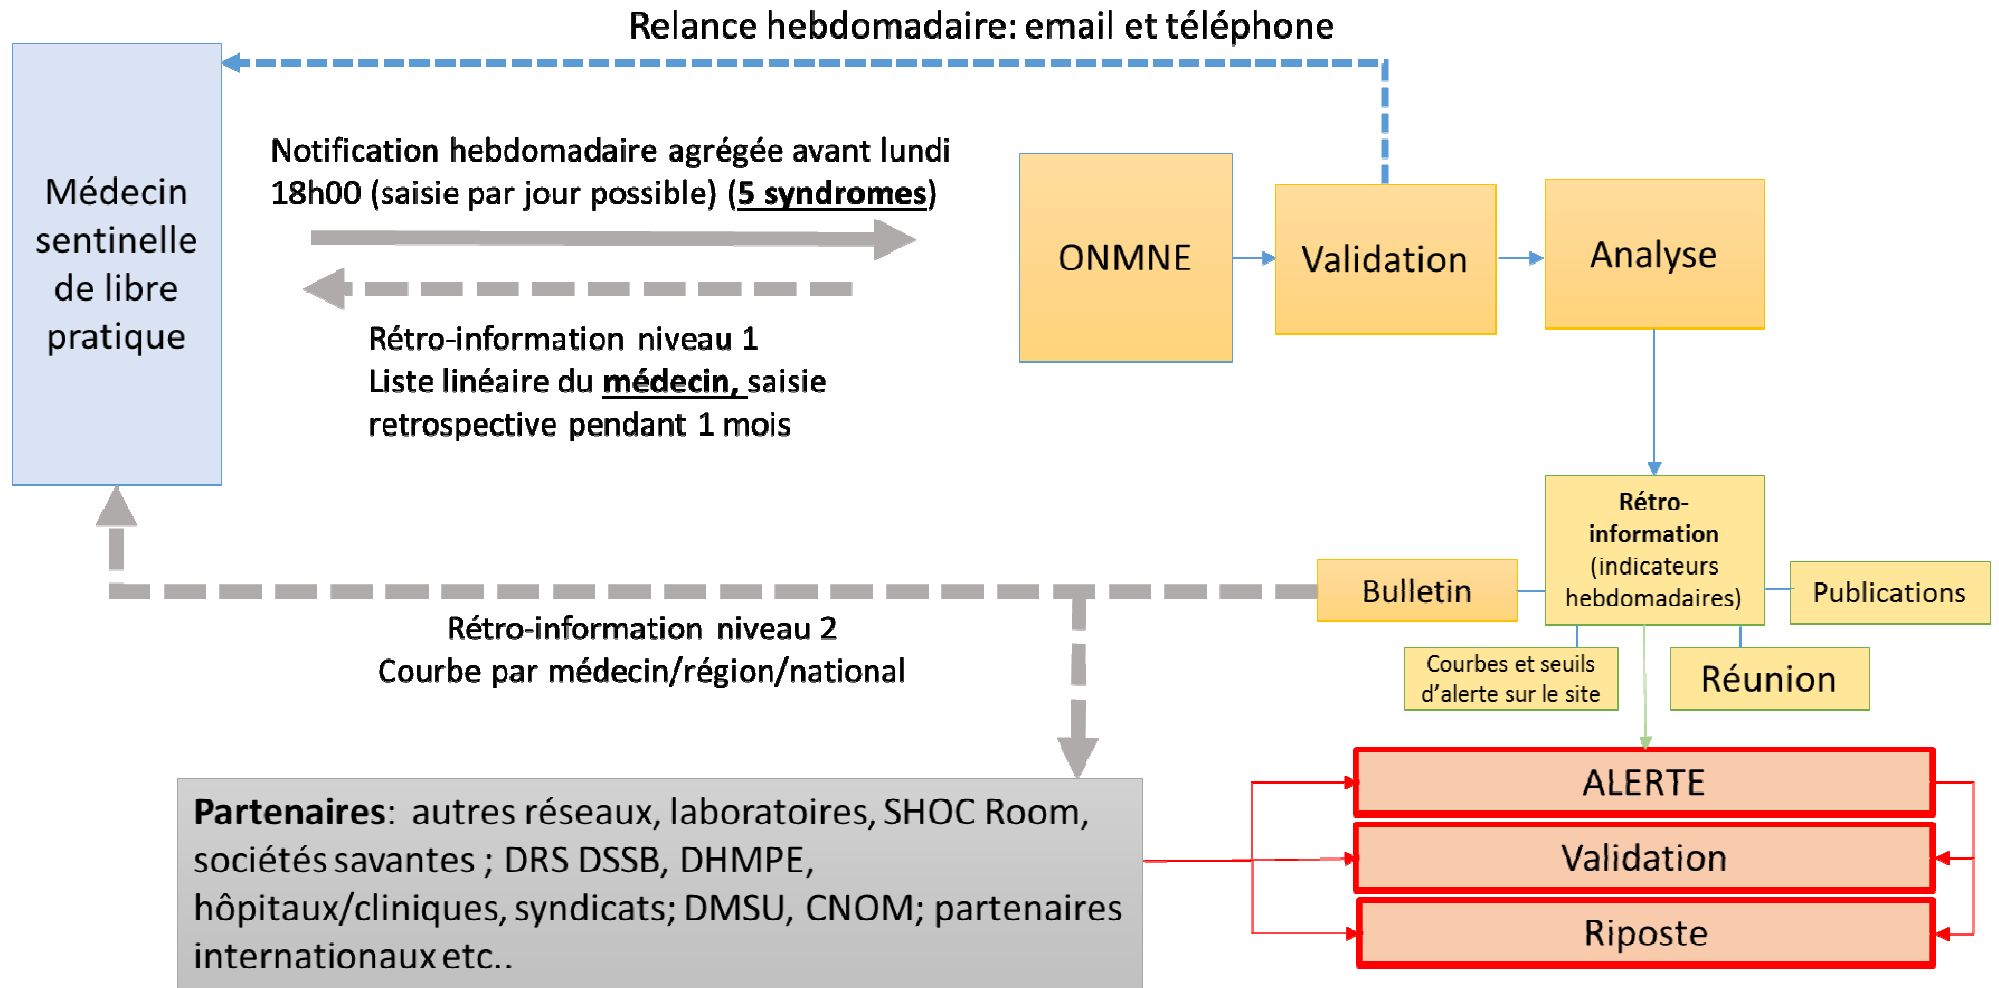 Relance hebdomadaire: email et téléphone
Médecin
sentinelle
de libre
pratique
Notification hebdomadaire agrégée avant lundi
18h00 (saisie par jour possible) (5 syndromes)
Rétro-information niveau 1
Liste linéaire du médecin, saisie
retrospective pendant 1 mois
ONMNE
Validation
Analyse
Rétro-
information
(indicateurs
hebdomadaires)
Bulletin
Publications
Courbes et seuils
d'alerte sur le site
Réunion
Rétro-information niveau 2
Courbe par médecin/région/national
Partenaires: autres réseaux, laboratoires, SHOC Room,
sociétés savantes ; DRS DSSB, DHMPE,
hôpitaux/cliniques, syndicats; DMSU, CNOM; partenaires
internationaux etc..
ALERTE
Validation
Riposte